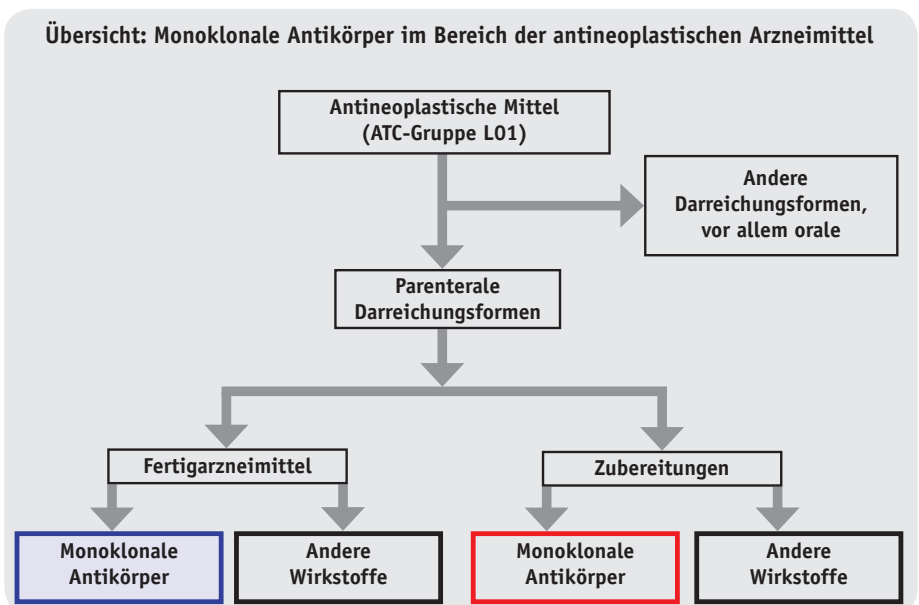 Übersicht: Monoklonale Antikörper im Bereich der antineoplastischen Arzneimittel
Antineoplastische Mittel
(ATC-Gruppe L01)
Andere
Darreichungsformen,
vor allem orale
Parenterale
Darreichungsformen
Fertigarzneimittel
Zubereitungen
Monoklonale
Antikörper
Andere
Wirkstoffe
Monoklonale
Antikörper
Andere
Wirkstoffe